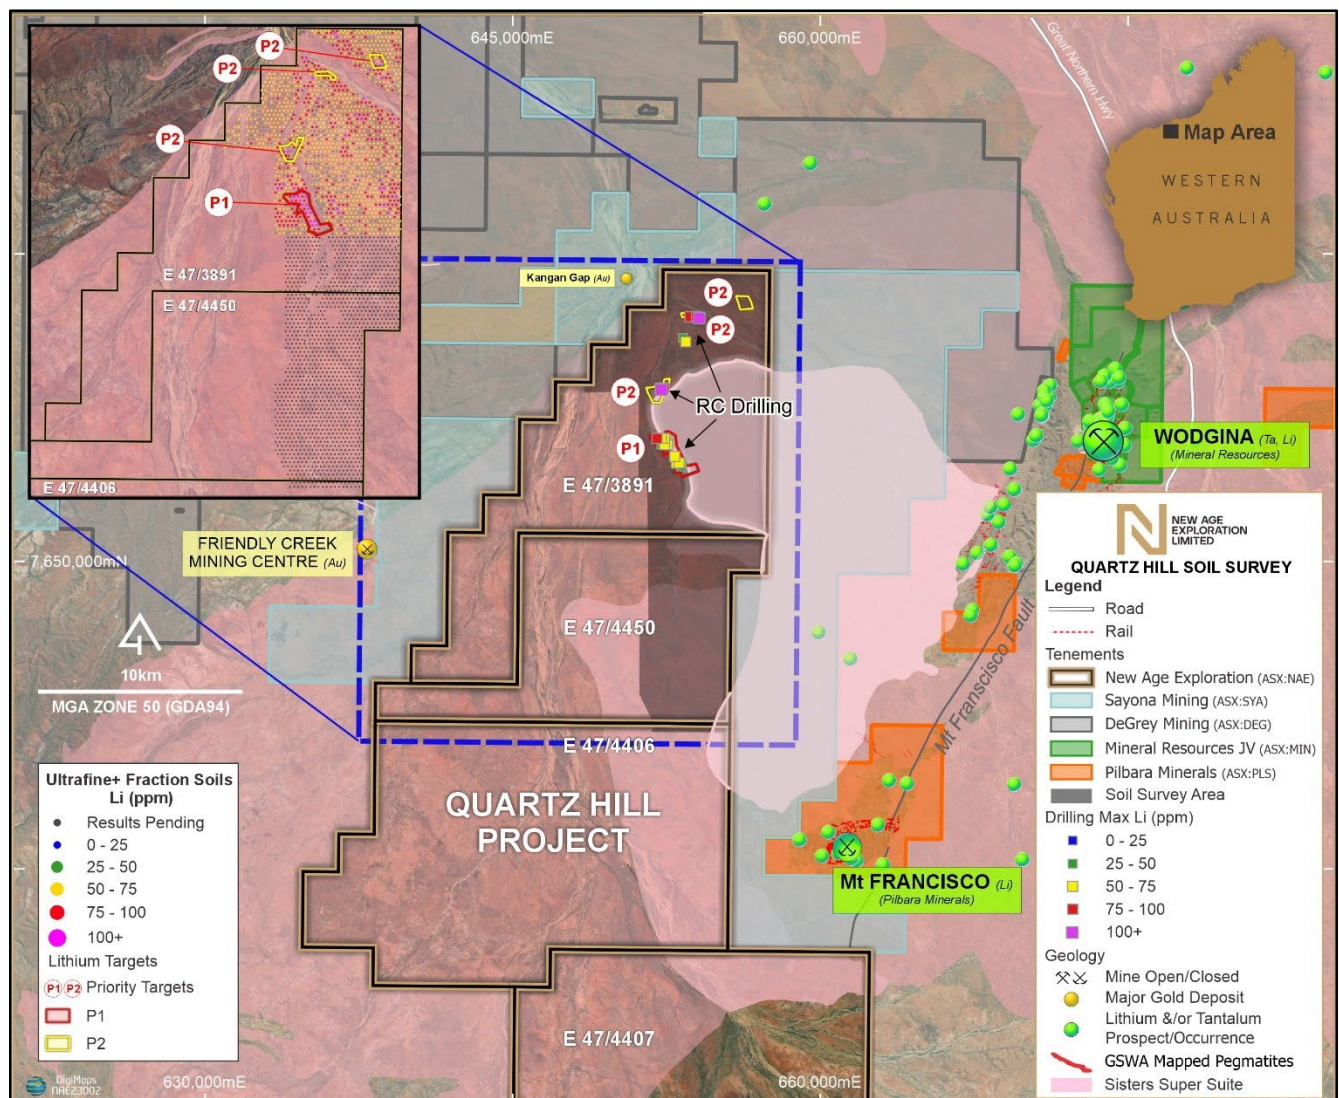 645,000mE
660,000mE
Great Northern Hwy
P2
P2
P2
P1
E 47/3891
E 47/4450
E 47/4406
Map Area
WESTERN
AUSTRALIA
Kangan Gap (Au)
P2
P2
P2
RC Drilling
P1
E 47/3891
WODGINA (Ta, Li)
(Mineral Resources)
FRIENDLY CREEK
MINING CENTRE (Au)
7,650,000mN
E 47/4450
10km
MGA ZONE 50 (GDA94)
Mt Franscisco Fault
E 47/4406
QUARTZ HILL
PROJECT
Mt FRANCISCO (Li)
(Pilbara Minerals)
E 47/4407
630,000mE
660,000mE
Ultrafine+ Fraction Soils
Li (ppm)
Results Pending
0 - 25
25 - 50
50 - 75
75 - 100
100+
Lithium Targets
P1 P2 Priority Targets
P1
P2
DigiMaps
NAE23002
N NEW AGE
EXPLORATION
LIMITED
QUARTZ HILL SOIL SURVEY
Legend
Road
Rail
Tenements
New Age Exploration (ASX:NAE)
Sayona Mining (ASX:SYA)
DeGrey Mining (ASX:DEG)
Mineral Resources JV (ASX:MIN)
Pilbara Minerals (ASX:PLS)
Soil Survey Area
Drilling Max Li (ppm)
0 - 25
25 - 50
50 - 75
75 - 100
100+
Geology
Mine Open/Closed
Major Gold Deposit
Lithium &/or Tantalum
Prospect/Occurrence
GSWA Mapped Pegmatites
Sisters Super Suite